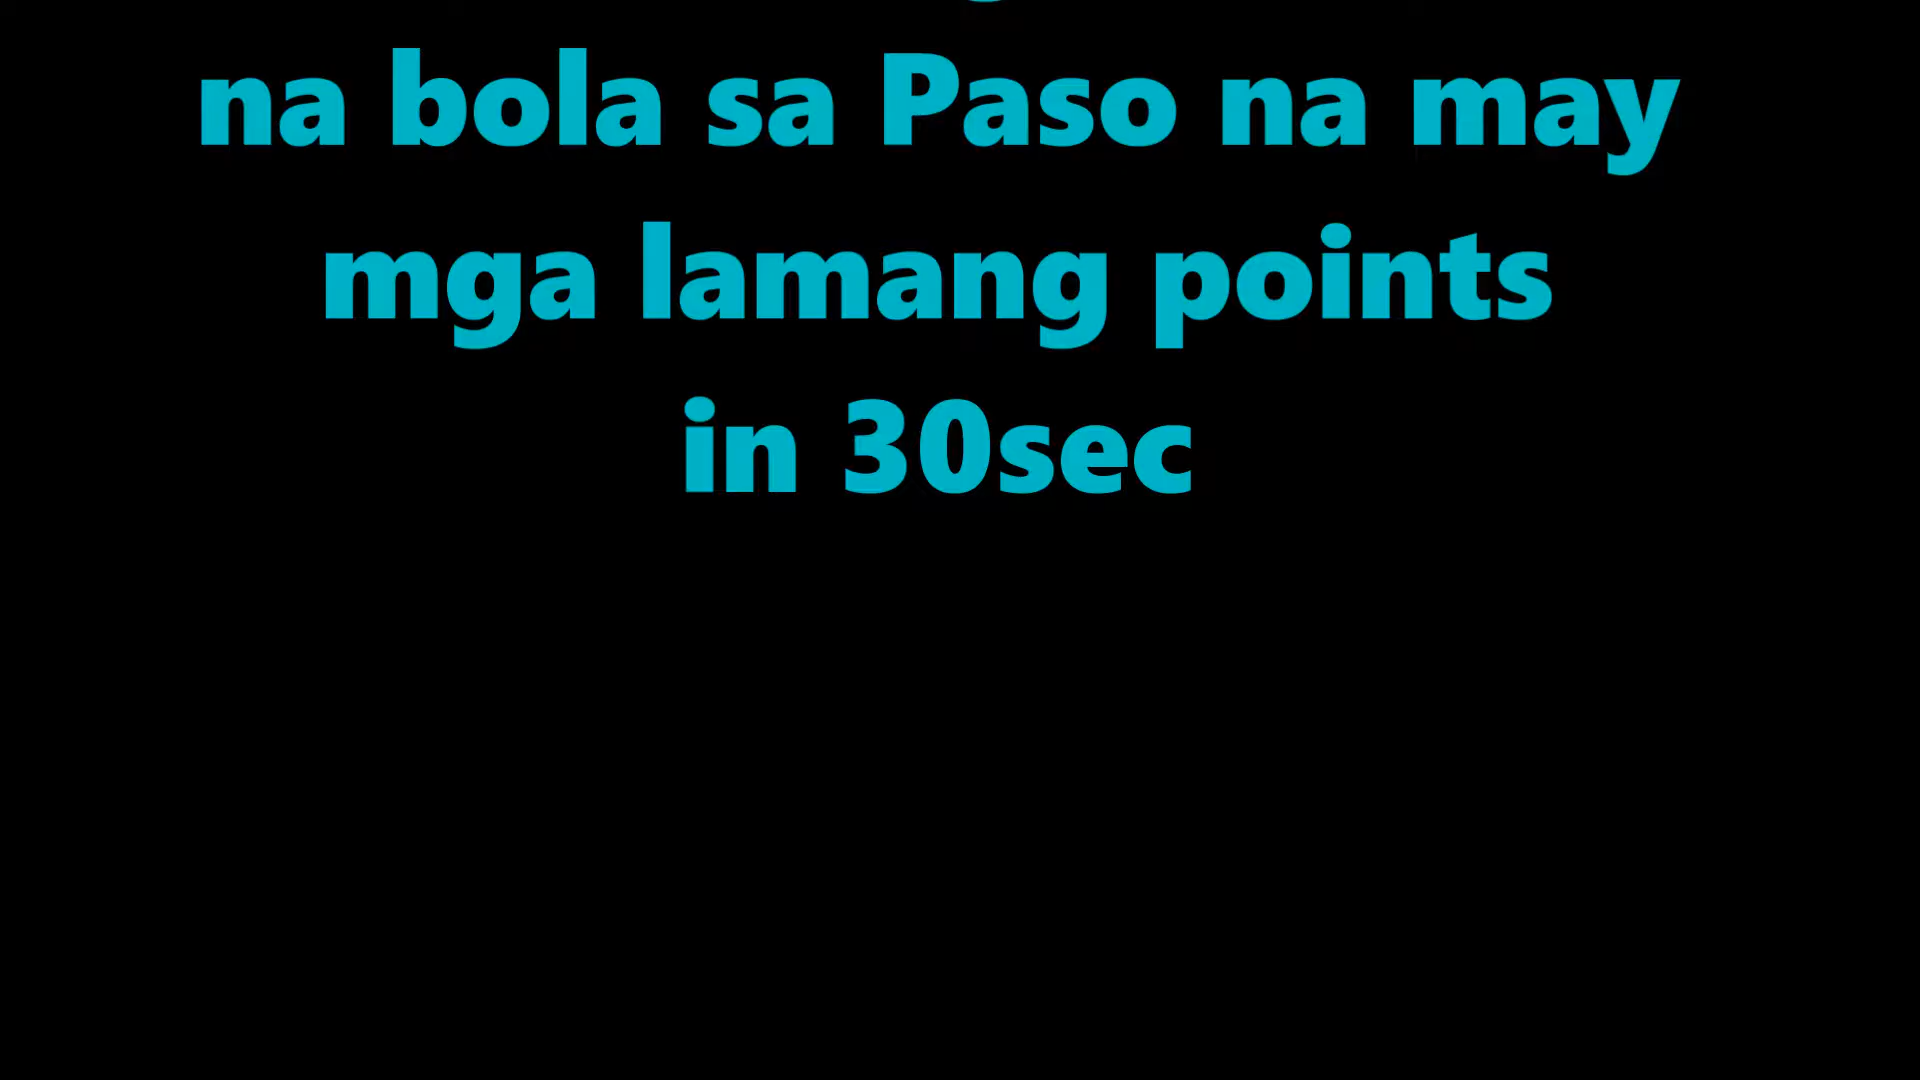 na bola sa Paso na may
mga lamang points
in 30sec